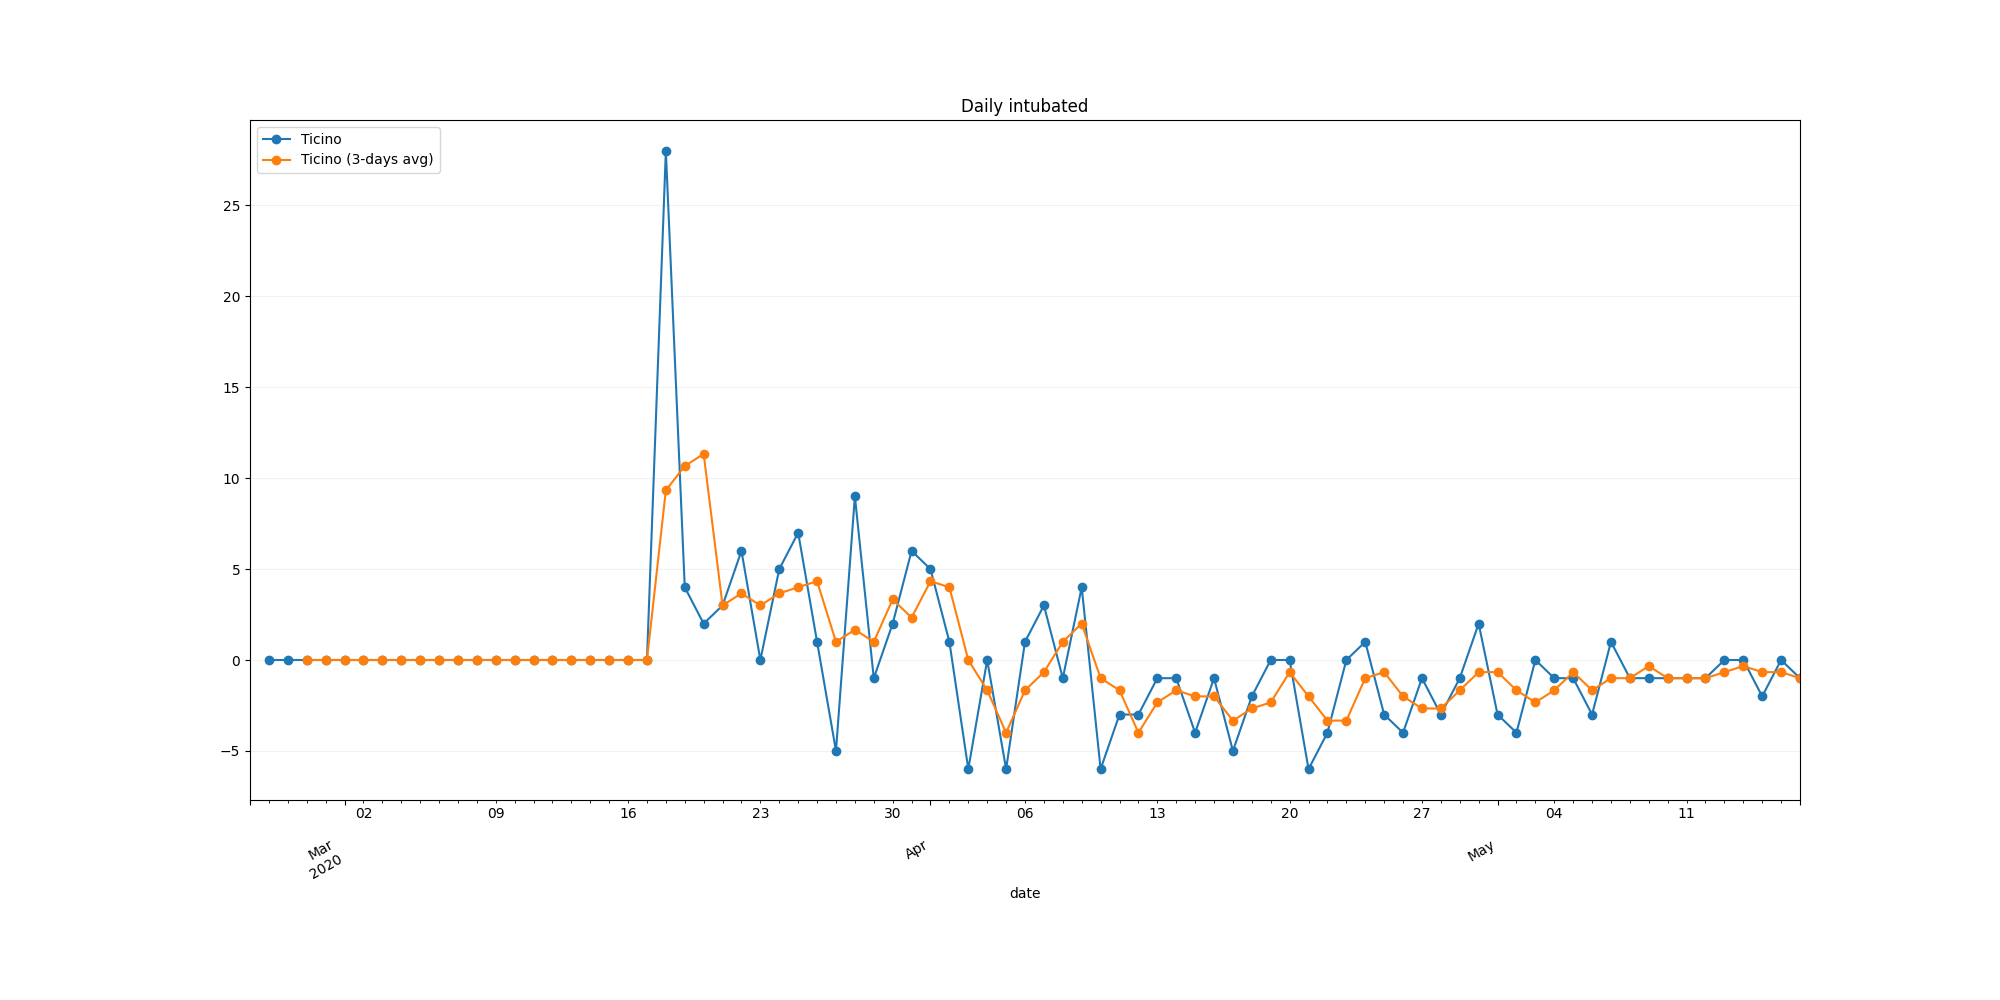 Daily intubated
Ticino
Ticino (3-days avg)
25
20
15
10
5
0
−5
02 09 16 23 30 06 13 20 27 04 11
Mar
2020
Apr
May
date